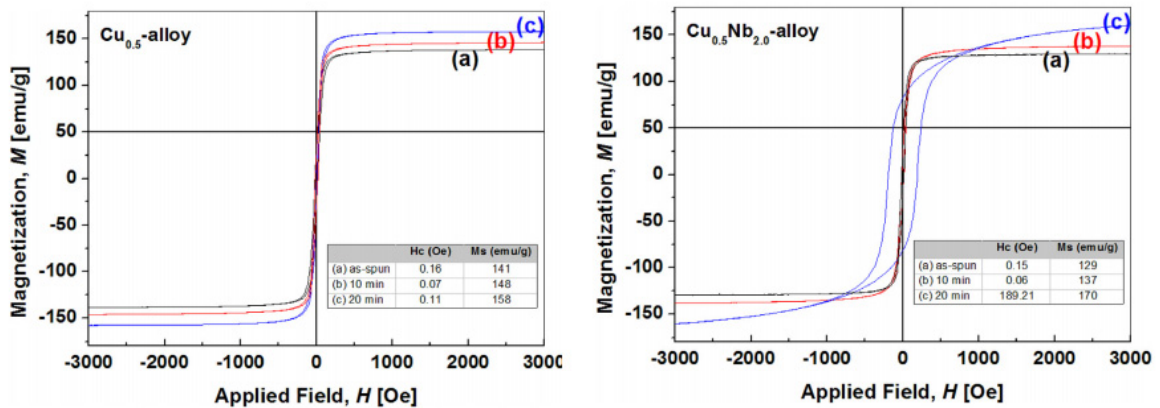 Cu0.5-alloy
(c)
(b)
(a)
150
100
50
0
-50
-100
-150
Magnetization, M [emu/g]
Hc (Oe) Ms (emu/g)
(a) as-spun 0.16 141
(b) 10 min 0.07 148
(c) 20 min 0.11 158
-3000 -2000 -1000 0 1000 2000 3000
Applied Field, H [Oe]
Cu0.5Nb2.0-alloy
(c)
(b)
(a)
150
100
50
0
-50
-100
-150
Magnetization, M [emu/g]
Hc (Oe) Ms (emu/g)
(a) as-spun 0.15 129
(b) 10 min 0.06 137
(c) 20 min 189.21 170
-3000 -2000 -1000 0 1000 2000 3000
Applied Field, H [Oe]